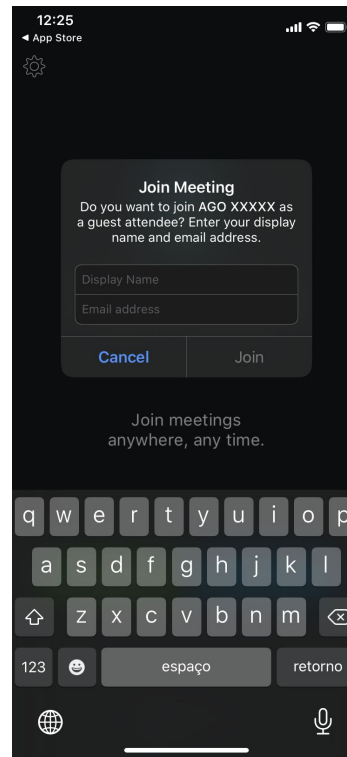 12:25
◀ App Store
Join Meeting
Do you want to join AGO XXXXX as
a guest attendee? Enter your display
name and email address.
Display Name
Email address
Cancel Join
Join meetings
anywhere, any time.
q w e r t y u i o p
a s d f g h j k l
z x c v b n m
123 espaço retorno